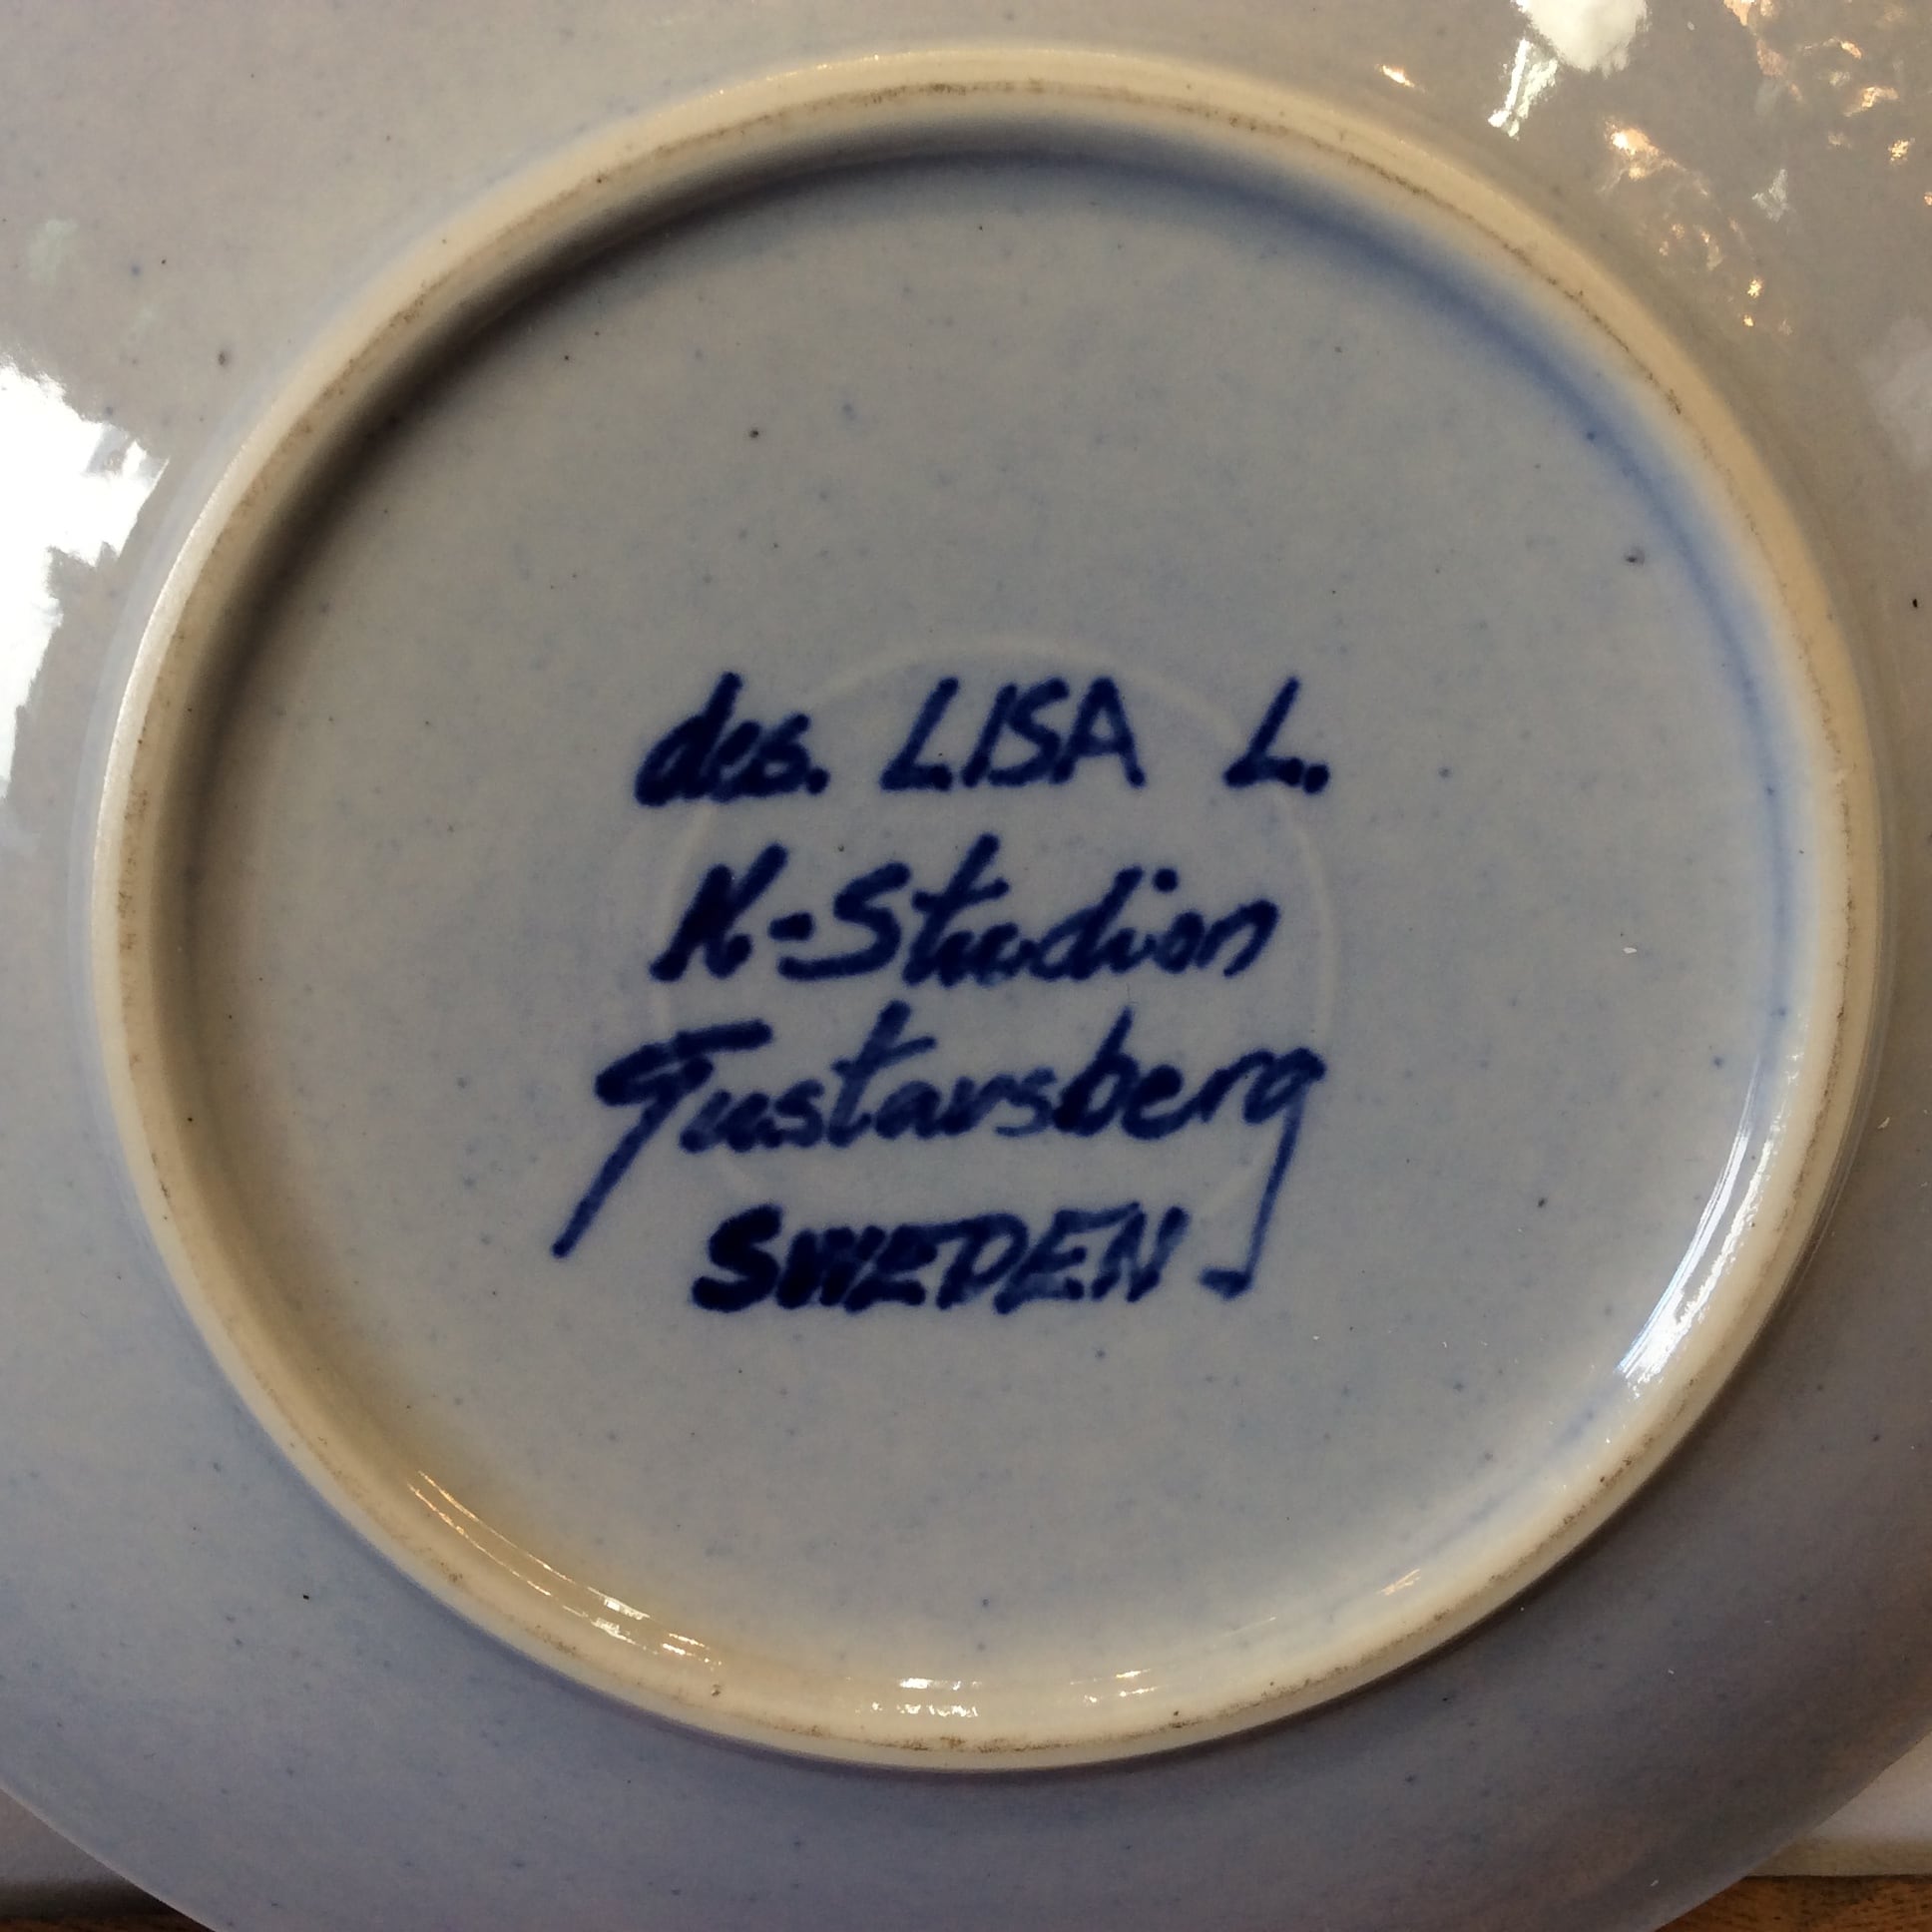 des. LISA L.
K-Studion
Gustavsberg
SWEDEN